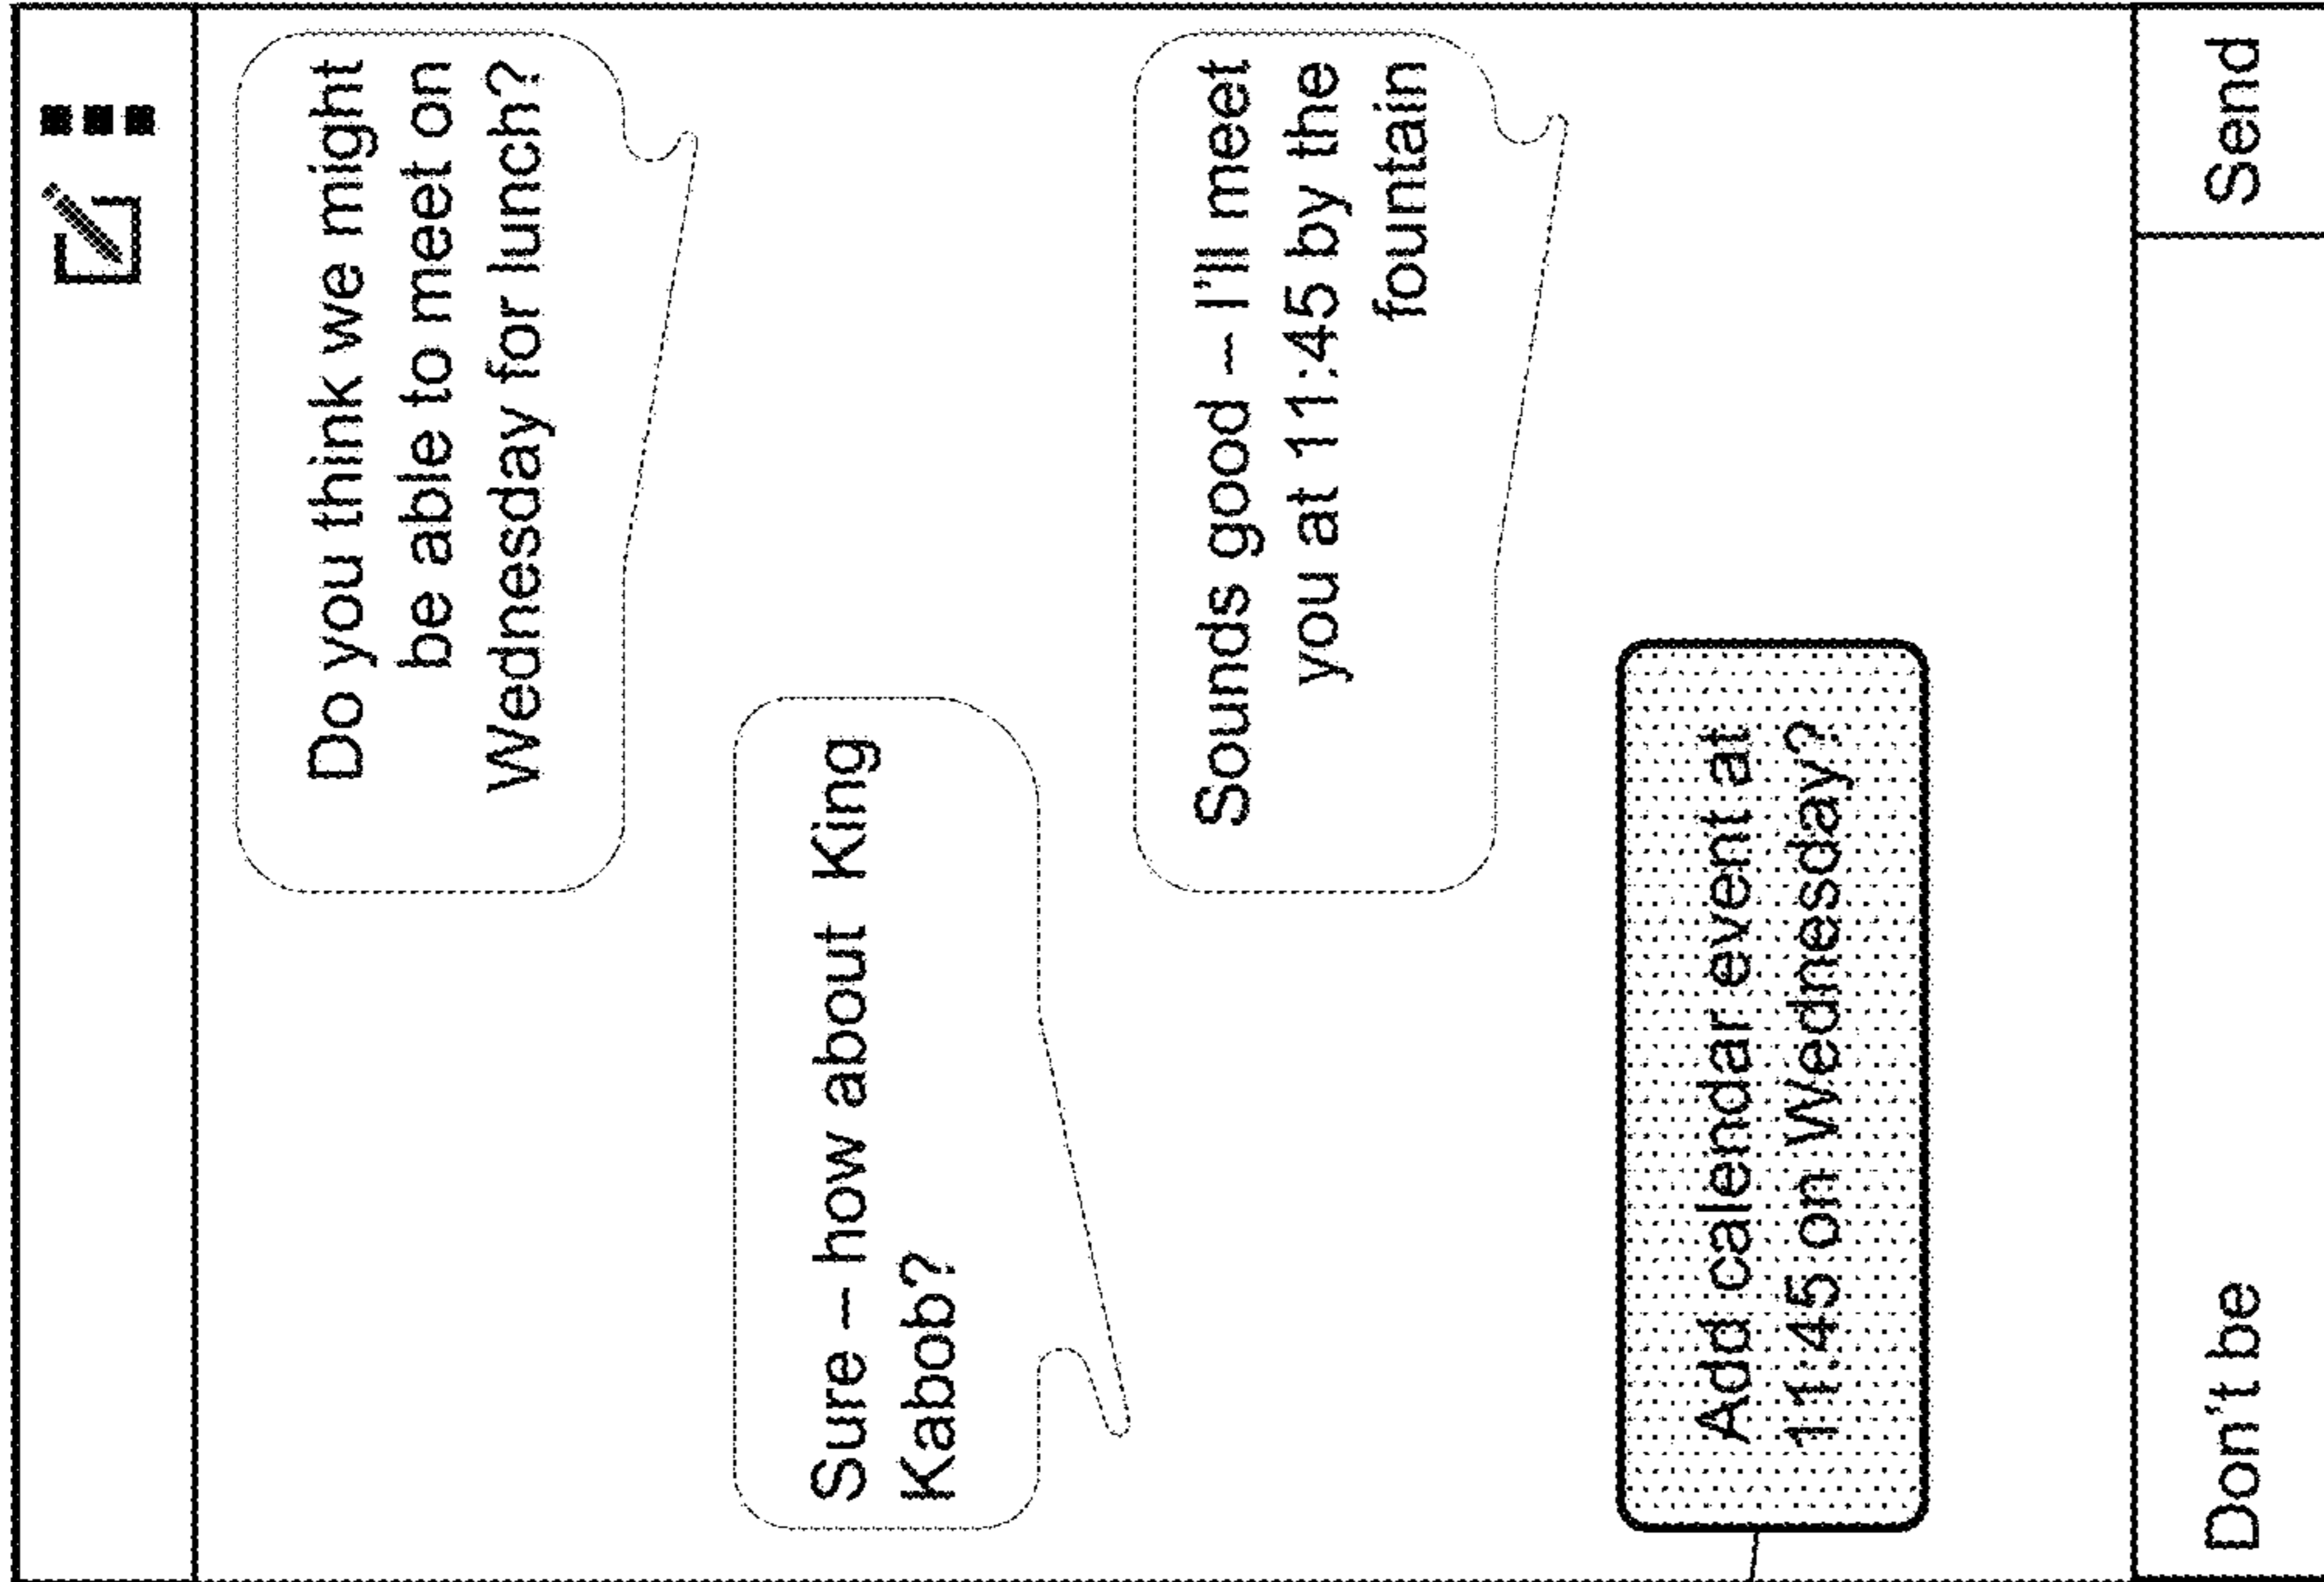 Do you think we might
be able to meet on
Wednesday for lunch?
Sure – how about King
Kabob?
Sounds good – I'll meet
you at 11:45 by the
fountain
Add calendar event at
11:45 on Wednesday?
Don't be
Send